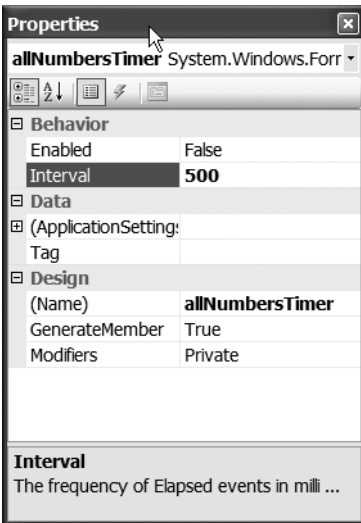 Properties
allNumbersTimer System.Windows.Forr
Behavior
Enabled False
Interval 500
Data
(ApplicationSettings
Tag
Design
(Name) allNumbersTimer
GenerateMember True
Modifiers Private
Interval
The frequency of Elapsed events in milli ...